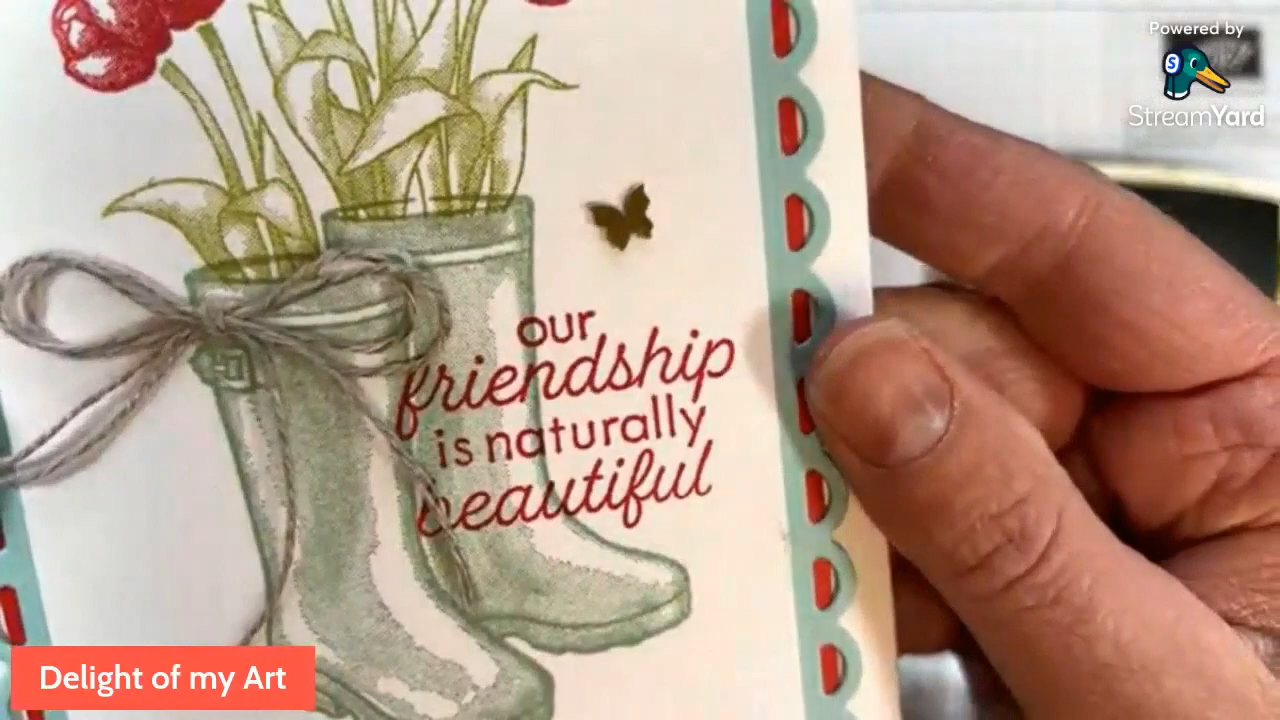 Powered by
StreamYard
our
friendship
is naturally
beautiful
Delight of my Art